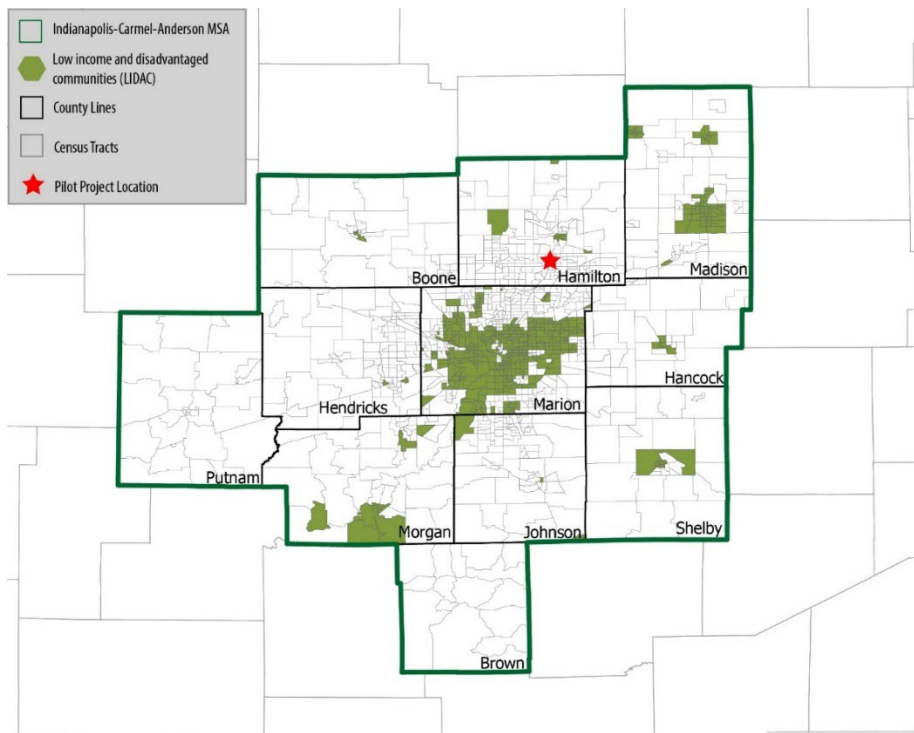 Indianapolis-Carmel-Anderson MSA
Low income and disadvantaged
communities (LIDAC)
County Lines
Census Tracts
Pilot Project Location
Boone
Hamilton
Madison
Hendricks
Marion
Hancock
Putnam
Morgan
Johnson
Shelby
Brown